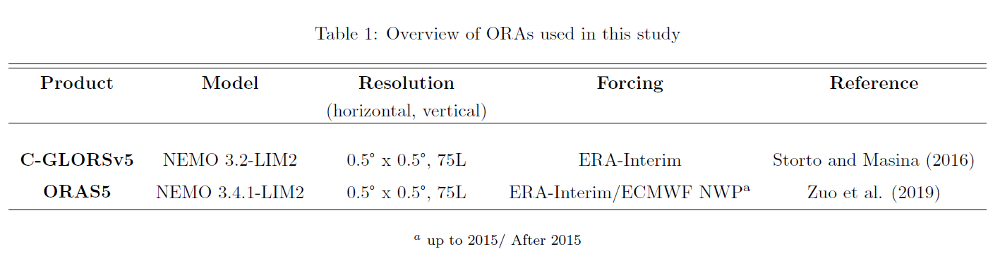 Table 1: Overview of ORAs used in this study
Product Model Resolution Forcing Reference
(horizontal, vertical)
C-GLORSv5 NEMO 3.2-LIM2 0.5° x 0.5°, 75L ERA-Interim Storto and Masina (2016)
ORAS5 NEMO 3.4.1-LIM2 0.5° x 0.5°, 75L ERA-Interim/ECMWF NWPᵃ Zuo et al. (2019)
ᵃ up to 2015/ After 2015